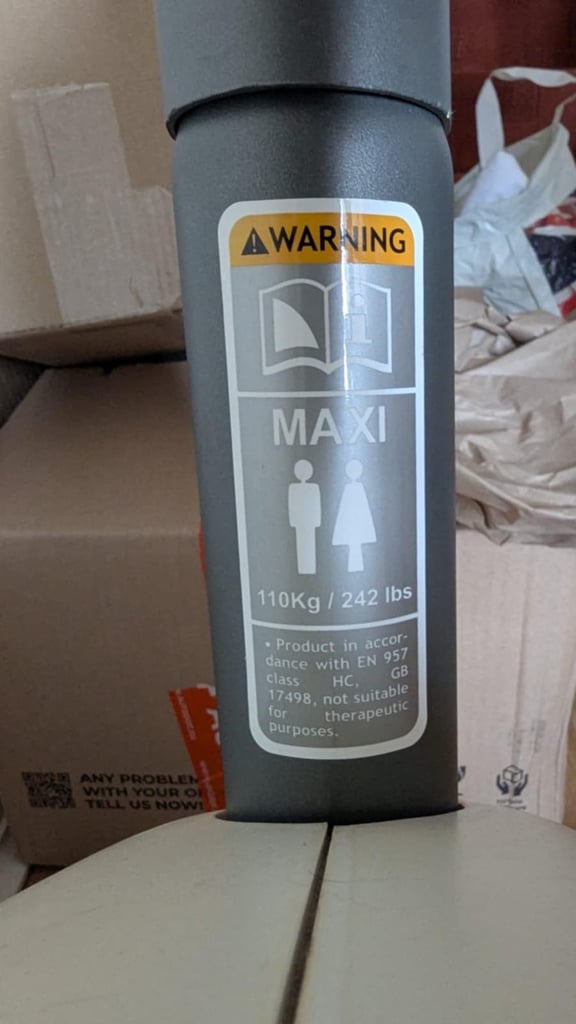 WARNING
i
MAXI
110Kg / 242 lbs
• Product in accor-
dance with EN 957
class HC, GB
17498, not suitable
for therapeutic
purposes.
ANY PROBLEM
WITH YOUR O
TELL US NOW!